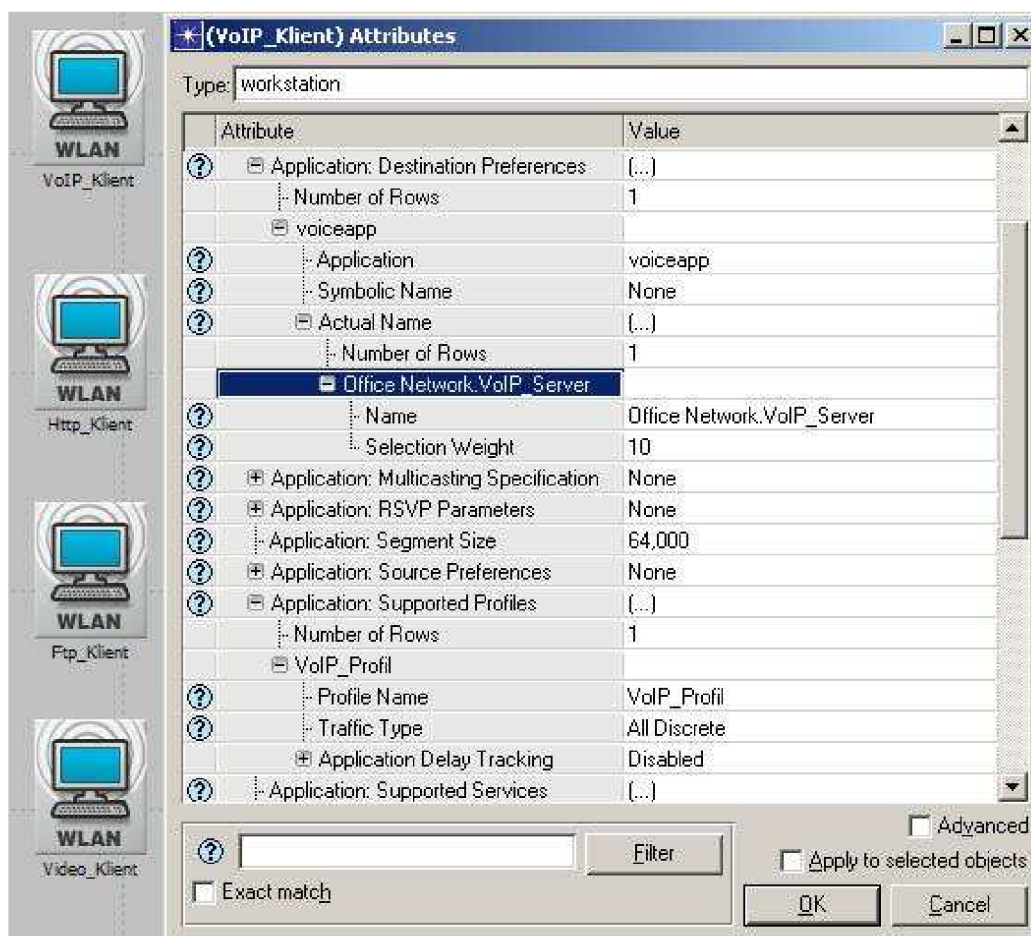 (VoIP_Klient) Attributes
Type: workstation
Attribute Value
Application: Destination Preferences (...)
Number of Rows 1
voiceapp
Application voiceapp
Symbolic Name None
Actual Name (...)
Number of Rows 1
Office Network.VoIP_Server
Name Office Network.VoIP_Server
Selection Weight 10
Application: Multicasting Specification None
Application: RSVP Parameters None
Application: Segment Size 64,000
Application: Source Preferences None
Application: Supported Profiles (...)
Number of Rows 1
VoIP_Profil
Profile Name VoIP_Profil
Traffic Type All Discrete
Application Delay Tracking Disabled
Application: Supported Services (...)
Advanced
Filter
Apply to selected objects
Exact match
OK
Cancel
WLAN
VoIP_Klient
WLAN
Http_Klient
WLAN
Ftp_Klient
WLAN
Video_Klient